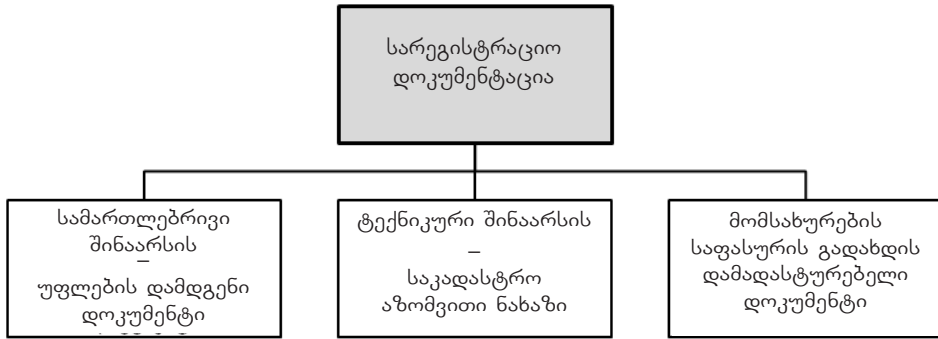 სარეგისტრაციო
დოკუმენტაცია
სამართლებრივი
შინაარსის
–
უფლების დამდგენი
დოკუმენტი
ტექნიკური შინაარსის
–
საკადასტრო
აზომვითი ნახაზი
მომსახურების
საფასურის გადახდის
დამადასტურებელი
დოკუმენტი